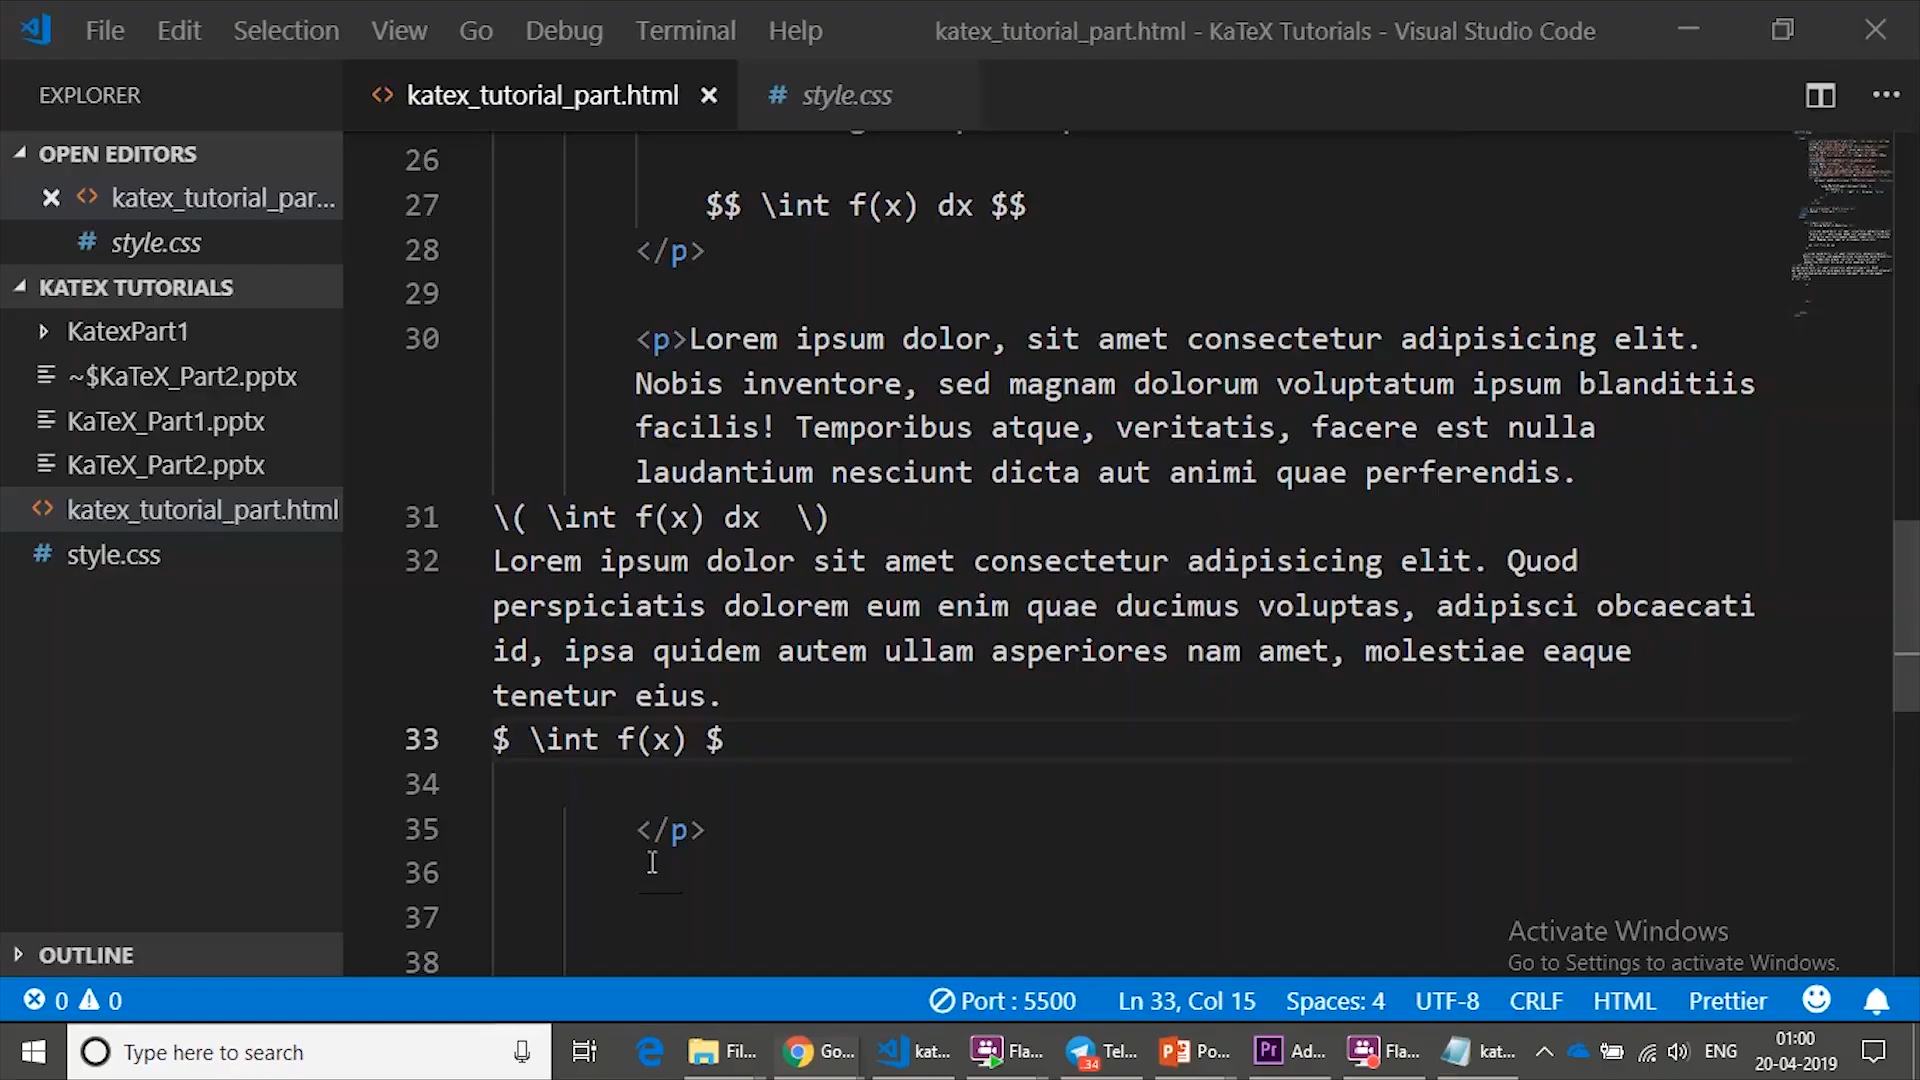 File Edit Selection View Go Debug Terminal Help katex_tutorial_part.html - KaTeX Tutorials - Visual Studio Code
EXPLORER
katex_tutorial_part.html
# style.css
OPEN EDITORS
katex_tutorial_par...
# style.css
KATEX TUTORIALS
KatexPart1
~$KaTeX_Part2.pptx
KaTeX_Part1.pptx
KaTeX_Part2.pptx
katex_tutorial_part.html
# style.css
OUTLINE
26
27 $$ \int f(x) dx $$
28 </p>
29
30 <p>Lorem ipsum dolor, sit amet consectetur adipisicing elit.
Nobis inventore, sed magnam dolorum voluptatum ipsum blanditiis
facilis! Temporibus atque, veritatis, facere est nulla
laudantium nesciunt dicta aut animi quae perferendis.
31 \( \int f(x) dx \)
32 Lorem ipsum dolor sit amet consectetur adipisicing elit. Quod
perspiciatis dolorem eum enim quae ducimus voluptas, adipisci obcaecati
id, ipsa quidem autem ullam asperiores nam amet, molestiae eaque
tenetur eius.
33 $ \int f(x) $
34
35 </p>
36
37
38
Activate Windows
Go to Settings to activate Windows.
0 0 Port : 5500 Ln 33, Col 15 Spaces: 4 UTF-8 CRLF HTML Prettier
Type here to search Fil... Go... kat... Fla... Tel... 34 Po... Pr Ad... Fla... kat... ENG 01:00
20-04-2019